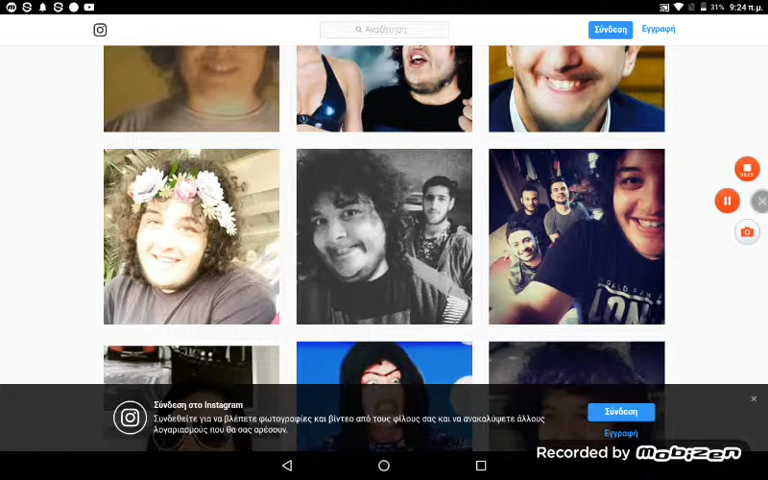 31% 9:24 π.μ.
Αναζήτηση
Σύνδεση Εγγραφή
Σύνδεση στο Instagram
Συνδεθείτε για να βλέπετε φωτογραφίες και βίντεο από τους φίλους σας και να ανακαλύψετε άλλους
λογαριασμούς που θα σας αρέσουν.
Σύνδεση
Εγγραφή
Recorded by Mobizen